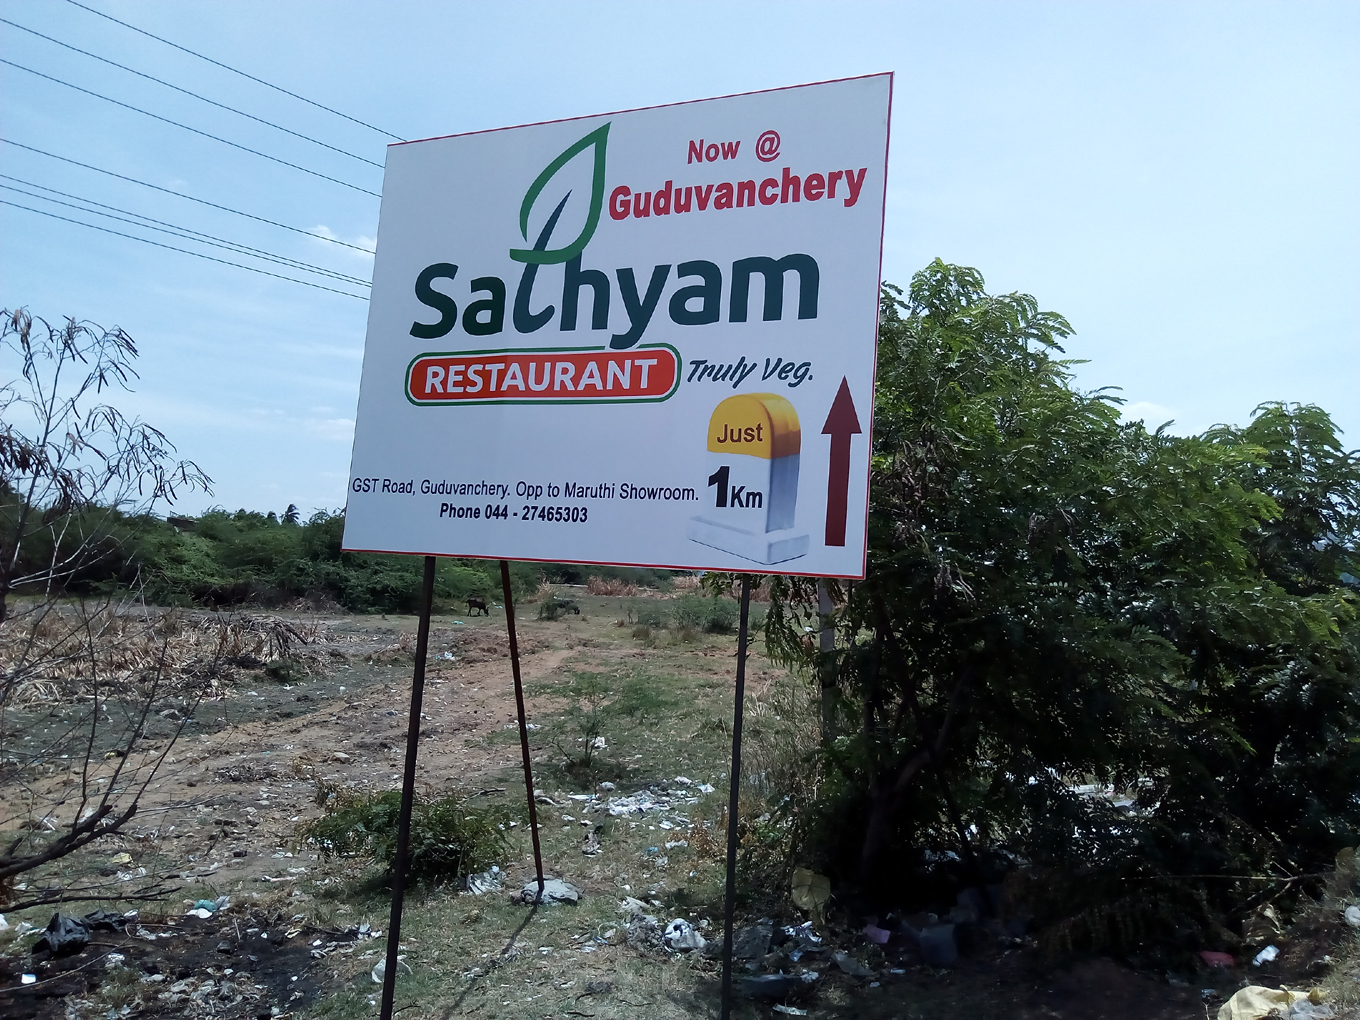 Now @
Guduvanchery
Sathyam
RESTAURANT
Truly Veg.
Just
1Km
GST Road, Guduvanchery. Opp to Maruthi Showroom.
Phone 044 - 27465303